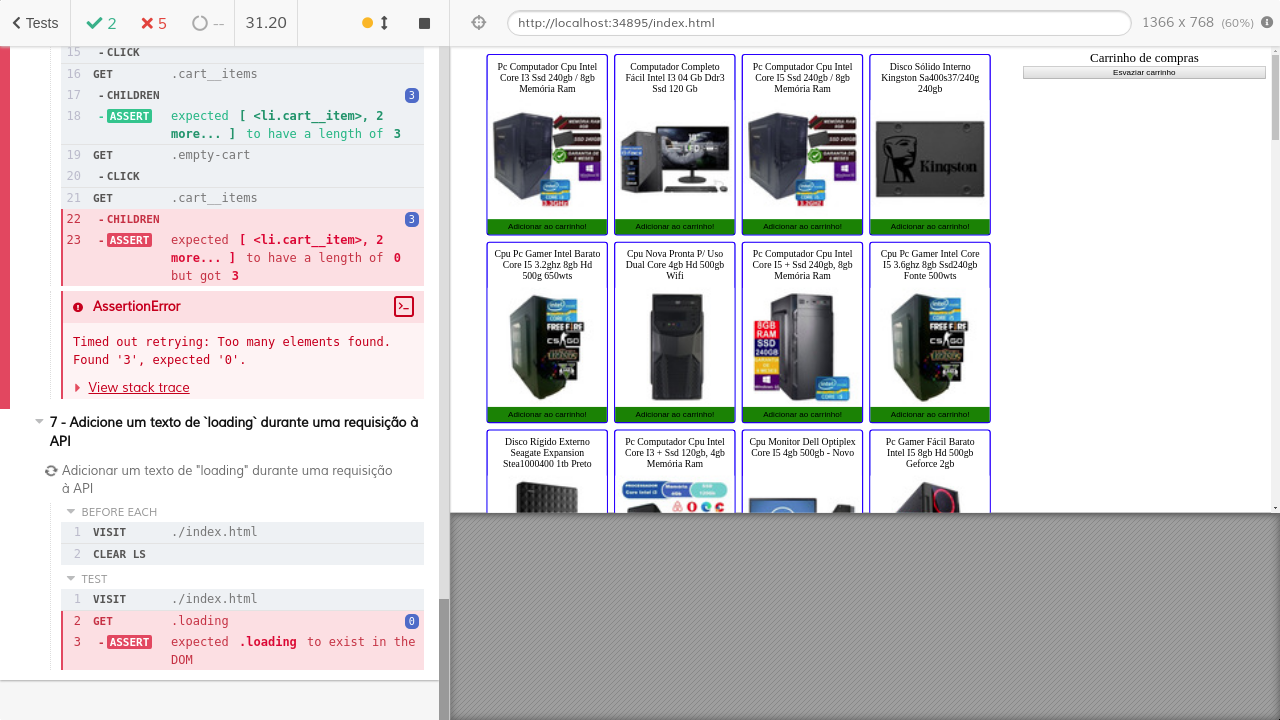 Tests
2
5
--
31.20
http://localhost:34895/index.html
1366 x 768 (60%)
15 -CLICK
16 GET .cart__items
17 -CHILDREN 3
18 -ASSERT expected [ <li.cart__item>, 2
more... ] to have a length of 3
19 GET .empty-cart
20 -CLICK
21 GET .cart__items
22 -CHILDREN 3
23 -ASSERT expected [ <li.cart__item>, 2
more... ] to have a length of 0
but got 3
AssertionError
Timed out retrying: Too many elements found.
Found '3', expected '0'.
View stack trace
7 - Adicione um texto de `loading` durante uma requisição à
API
Adicionar um texto de "loading" durante uma requisição
à API
BEFORE EACH
1 VISIT ./index.html
2 CLEAR LS
TEST
1 VISIT ./index.html
2 GET .loading 0
3 -ASSERT expected .loading to exist in the
DOM
Pc Computador Cpu Intel
Core I3 Ssd 240gb / 8gb
Memória Ram
Adicionar ao carrinho!
Computador Completo
Fácil Intel I3 04 Gb Ddr3
Ssd 120 Gb
Adicionar ao carrinho!
Pc Computador Cpu Intel
Core I5 Ssd 240gb / 8gb
Memória Ram
Adicionar ao carrinho!
Disco Sólido Interno
Kingston Sa400s37/240g
240gb
Kingston
Adicionar ao carrinho!
Carrinho de compras
Esvaziar carrinho
Cpu Pc Gamer Intel Barato
Core I5 3.2ghz 8gb Hd
500g 650wts
FREE FIRE
CS:GO
Adicionar ao carrinho!
Cpu Nova Pronta P/ Uso
Dual Core 4gb Hd 500gb
Wifi
Adicionar ao carrinho!
Pc Computador Cpu Intel
Core I5 + Ssd 240gb, 8gb
Memória Ram
8GB
RAM
SSD
240GB
Adicionar ao carrinho!
Cpu Pc Gamer Intel Core
I5 3.6ghz 8gb Ssd240gb
Fonte 500wts
FREE FIRE
CS:GO
Adicionar ao carrinho!
Disco Rígido Externo
Seagate Expansion
Stea1000400 1tb Preto
Pc Computador Cpu Intel
Core I3 + Ssd 120gb, 4gb
Memória Ram
Cpu Monitor Dell Optiplex
Core I5 4gb 500gb - Novo
Pc Gamer Fácil Barato
Intel I5 8gb Hd 500gb
Geforce 2gb